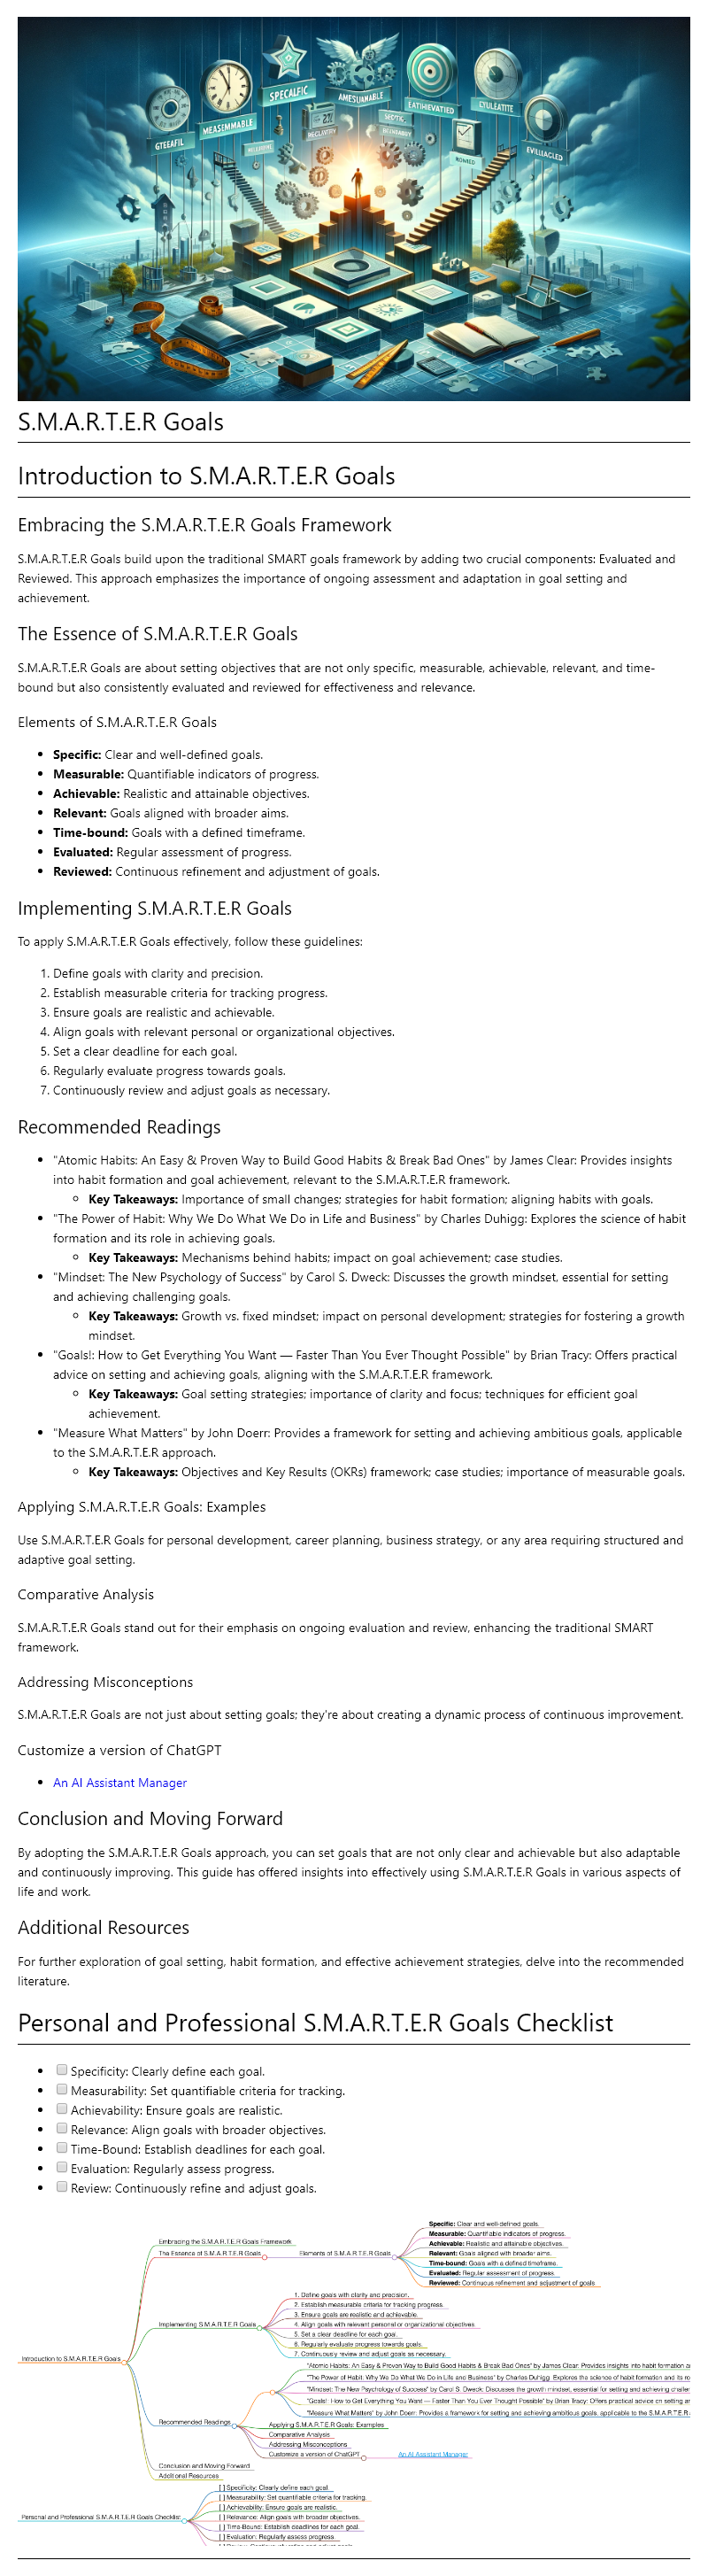 SPECALFIC
AMESUANABLE
MEASEMMABLE
EATIHIEVATIED
CYULEATITE
GTEEAFIL
EVILLIACLED
S.M.A.R.T.E.R Goals
Introduction to S.M.A.R.T.E.R Goals
Embracing the S.M.A.R.T.E.R Goals Framework
S.M.A.R.T.E.R Goals build upon the traditional SMART goals framework by adding two crucial components: Evaluated and
Reviewed. This approach emphasizes the importance of ongoing assessment and adaptation in goal setting and
achievement.
The Essence of S.M.A.R.T.E.R Goals
S.M.A.R.T.E.R Goals are about setting objectives that are not only specific, measurable, achievable, relevant, and time-
bound but also consistently evaluated and reviewed for effectiveness and relevance.
Elements of S.M.A.R.T.E.R Goals
• Specific: Clear and well-defined goals.
• Measurable: Quantifiable indicators of progress.
• Achievable: Realistic and attainable objectives.
• Relevant: Goals aligned with broader aims.
• Time-bound: Goals with a defined timeframe.
• Evaluated: Regular assessment of progress.
• Reviewed: Continuous refinement and adjustment of goals.
Implementing S.M.A.R.T.E.R Goals
To apply S.M.A.R.T.E.R Goals effectively, follow these guidelines:
1. Define goals with clarity and precision.
2. Establish measurable criteria for tracking progress.
3. Ensure goals are realistic and achievable.
4. Align goals with relevant personal or organizational objectives.
5. Set a clear deadline for each goal.
6. Regularly evaluate progress towards goals.
7. Continuously review and adjust goals as necessary.
Recommended Readings
• "Atomic Habits: An Easy & Proven Way to Build Good Habits & Break Bad Ones" by James Clear: Provides insights
into habit formation and goal achievement, relevant to the S.M.A.R.T.E.R framework.
◦ Key Takeaways: Importance of small changes; strategies for habit formation; aligning habits with goals.
• "The Power of Habit: Why We Do What We Do in Life and Business" by Charles Duhigg: Explores the science of habit
formation and its role in achieving goals.
◦ Key Takeaways: Mechanisms behind habits; impact on goal achievement; case studies.
• "Mindset: The New Psychology of Success" by Carol S. Dweck: Discusses the growth mindset, essential for setting
and achieving challenging goals.
◦ Key Takeaways: Growth vs. fixed mindset; impact on personal development; strategies for fostering a growth
mindset.
• "Goals!: How to Get Everything You Want — Faster Than You Ever Thought Possible" by Brian Tracy: Offers practical
advice on setting and achieving goals, aligning with the S.M.A.R.T.E.R framework.
◦ Key Takeaways: Goal setting strategies; importance of clarity and focus; techniques for efficient goal
achievement.
• "Measure What Matters" by John Doerr: Provides a framework for setting and achieving ambitious goals, applicable
to the S.M.A.R.T.E.R approach.
◦ Key Takeaways: Objectives and Key Results (OKRs) framework; case studies; importance of measurable goals.
Applying S.M.A.R.T.E.R Goals: Examples
Use S.M.A.R.T.E.R Goals for personal development, career planning, business strategy, or any area requiring structured and
adaptive goal setting.
Comparative Analysis
S.M.A.R.T.E.R Goals stand out for their emphasis on ongoing evaluation and review, enhancing the traditional SMART
framework.
Addressing Misconceptions
S.M.A.R.T.E.R Goals are not just about setting goals; they're about creating a dynamic process of continuous improvement.
Customize a version of ChatGPT
• An AI Assistant Manager
Conclusion and Moving Forward
By adopting the S.M.A.R.T.E.R Goals approach, you can set goals that are not only clear and achievable but also adaptable
and continuously improving. This guide has offered insights into effectively using S.M.A.R.T.E.R Goals in various aspects of
life and work.
Additional Resources
For further exploration of goal setting, habit formation, and effective achievement strategies, delve into the recommended
literature.
Personal and Professional S.M.A.R.T.E.R Goals Checklist
• Specificity: Clearly define each goal.
• Measurability: Set quantifiable criteria for tracking.
• Achievability: Ensure goals are realistic.
• Relevance: Align goals with broader objectives.
• Time-Bound: Establish deadlines for each goal.
• Evaluation: Regularly assess progress.
• Review: Continuously refine and adjust goals.
Introduction to S.M.A.R.T.E.R Goals
Embracing the S.M.A.R.T.E.R Goals Framework
The Essence of S.M.A.R.T.E.R Goals
Elements of S.M.A.R.T.E.R Goals
Specific: Clear and well-defined goals.
Measurable: Quantifiable indicators of progress.
Achievable: Realistic and attainable objectives.
Relevant: Goals aligned with broader aims.
Time-bound: Goals with a defined timeframe.
Evaluated: Regular assessment of progress.
Reviewed: Continuous refinement and adjustment of goals.
Implementing S.M.A.R.T.E.R Goals
1. Define goals with clarity and precision.
2. Establish measurable criteria for tracking progress.
3. Ensure goals are realistic and achievable.
4. Align goals with relevant personal or organizational objectives.
5. Set a clear deadline for each goal.
6. Regularly evaluate progress towards goals.
7. Continuously review and adjust goals as necessary.
Recommended Readings
"Atomic Habits: An Easy & Proven Way to Build Good Habits & Break Bad Ones" by James Clear: Provides insights into habit formation
"The Power of Habit: Why We Do What We Do in Life and Business" by Charles Duhigg: Explores the science of habit formation and its
"Mindset: The New Psychology of Success" by Carol S. Dweck: Discusses the growth mindset, essential for setting and achieving
"Goals!: How to Get Everything You Want — Faster Than You Ever Thought Possible" by Brian Tracy: Offers practical advice on setting
"Measure What Matters" by John Doerr: Provides a framework for setting and achieving ambitious goals, applicable to the S.M.A.R.T.E.R
Applying S.M.A.R.T.E.R Goals: Examples
Comparative Analysis
Addressing Misconceptions
Customize a version of ChatGPT
An AI Assistant Manager
Conclusion and Moving Forward
Additional Resources
Personal and Professional S.M.A.R.T.E.R Goals Checklist
[ ] Specificity: Clearly define each goal.
[ ] Measurability: Set quantifiable criteria for tracking.
[ ] Achievability: Ensure goals are realistic.
[ ] Relevance: Align goals with broader objectives.
[ ] Time-Bound: Establish deadlines for each goal.
[ ] Evaluation: Regularly assess progress.